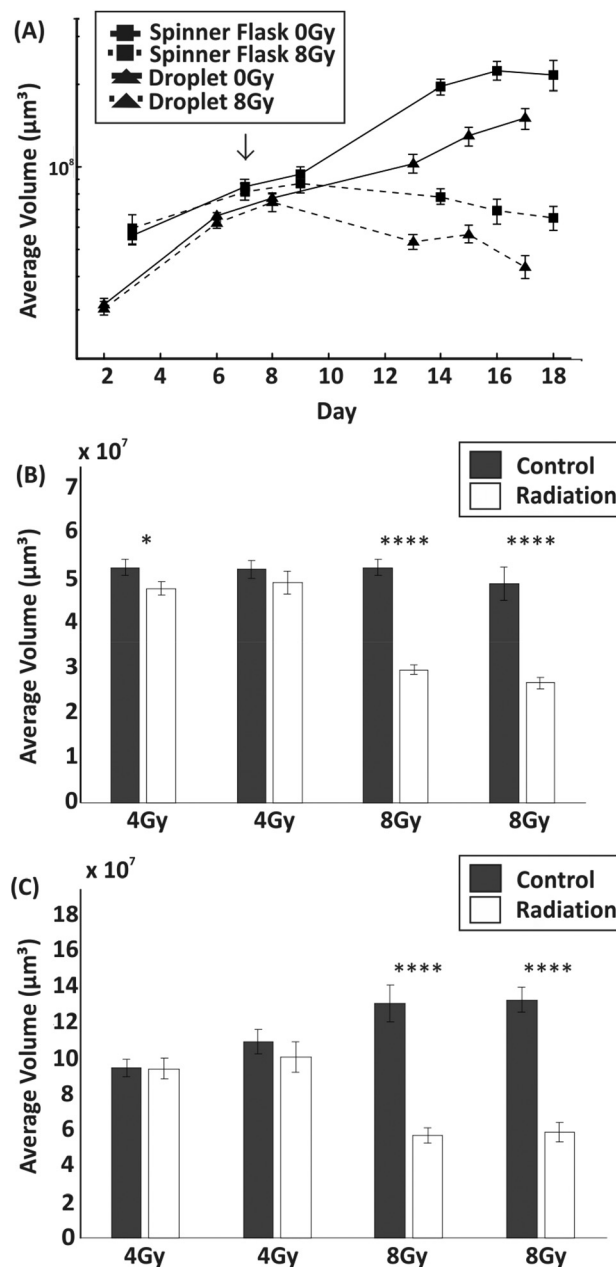 (A)
Spinner Flask 0Gy
Spinner Flask 8Gy
Droplet 0Gy
Droplet 8Gy
Average Volume (µm³)
10⁸
2 4 6 8 10 12 14 16 18
Day
(B)
x 10⁷
Control
Radiation
Average Volume (µm³)
7
6
5
4
3
2
1
0
* **** ****
4Gy 4Gy 8Gy 8Gy
(C)
x 10⁷
Control
Radiation
Average Volume (µm³)
18
16
14
12
10
8
6
4
2
0
**** ****
4Gy 4Gy 8Gy 8Gy